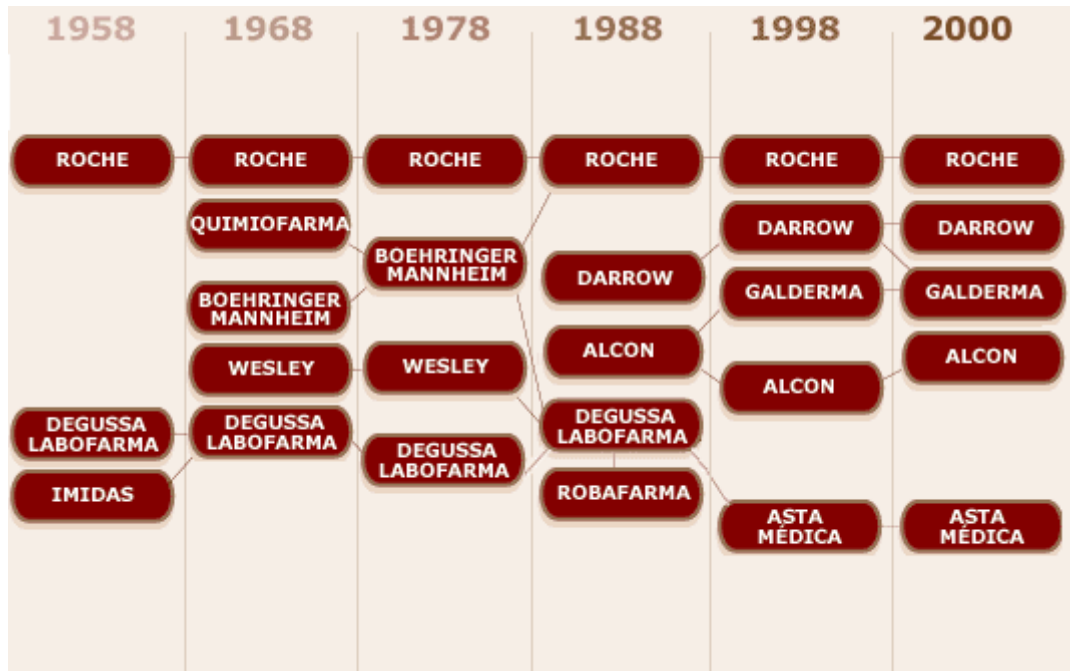 1958 1968 1978 1988 1998 2000
ROCHE ROCHE ROCHE ROCHE ROCHE ROCHE
QUIMIOFARMA
DARROW DARROW
BOEHRINGER
MANNHEIM
DARROW
GALDERMA GALDERMA
BOEHRINGER
MANNHEIM
ALCON
ALCON
WESLEY WESLEY
ALCON
DEGUSSA
LABOFARMA
DEGUSSA
LABOFARMA
DEGUSSA
LABOFARMA
DEGUSSA
LABOFARMA
IMIDAS
ROBAFARMA
ASTA
MÉDICA
ASTA
MÉDICA